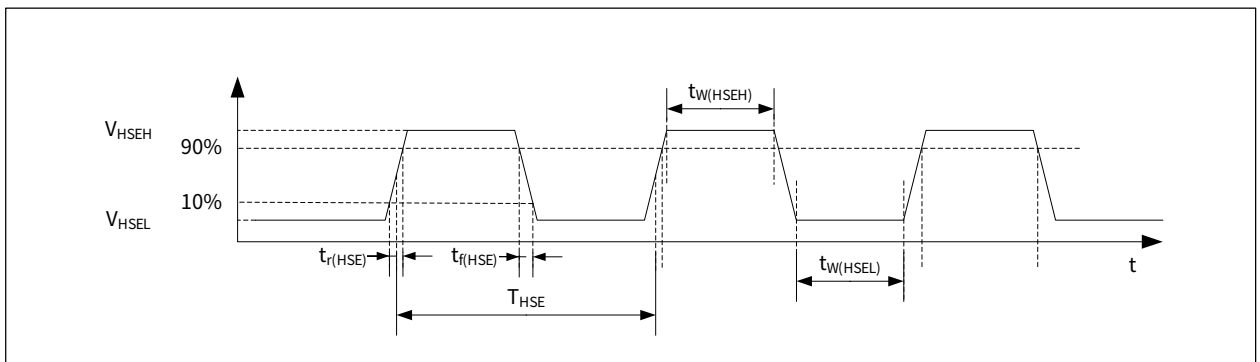 tW(HSEH)
VHSEH
90%
10%
VHSEL
tr(HSE)
tf(HSE)
tW(HSEL)
t
THSE